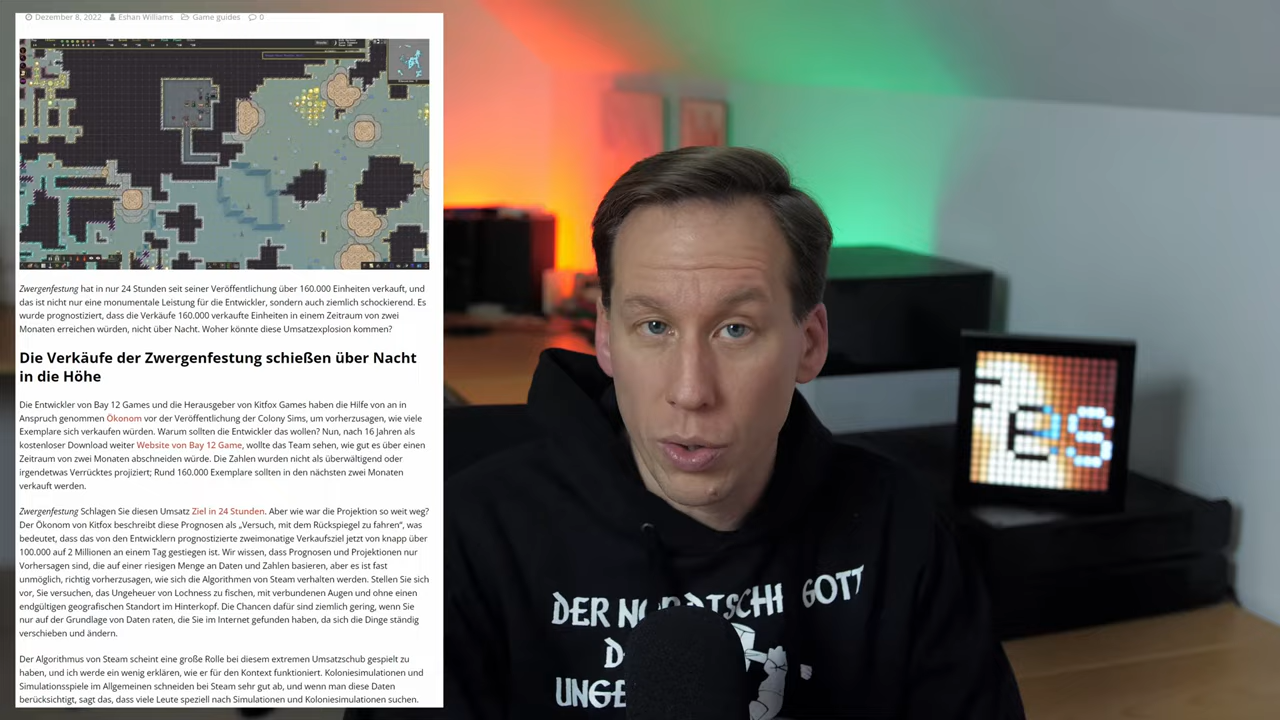 Dezember 8, 2022 Eshan Williams Game guides 0
Zwergenfestung hat in nur 24 Stunden seit seiner Veröffentlichung über 160.000 Einheiten verkauft, und
das ist nicht nur eine monumentale Leistung für die Entwickler, sondern auch ziemlich schockierend. Es
wurde prognostiziert, dass die Verkäufe 160.000 verkaufte Einheiten in einem Zeitraum von zwei
Monaten erreichen würden, nicht über Nacht. Woher könnte diese Umsatzexplosion kommen?
Die Verkäufe der Zwergenfestung schießen über Nacht
in die Höhe
Die Entwickler von Bay 12 Games und die Herausgeber von Kitfox Games haben die Hilfe von an in
Anspruch genommen Ökonom vor der Veröffentlichung der Colony Sims, um vorherzusagen, wie viele
Exemplare sich verkaufen würden. Warum sollten die Entwickler das wollen? Nun, nach 16 Jahren als
kostenloser Download weiter Website von Bay 12 Game, wollte das Team sehen, wie gut es über einen
Zeitraum von zwei Monaten abschneiden würde. Die Zahlen wurden nicht als überwältigend oder
irgendetwas Verrücktes projiziert; Rund 160.000 Exemplare sollten in den nächsten zwei Monaten
verkauft werden.
Zwergenfestung Schlagen Sie diesen Umsatz Ziel in 24 Stunden. Aber wie war die Projektion so weit weg?
Der Ökonom von Kitfox beschreibt diese Prognosen als „Versuch, mit dem Rückspiegel zu fahren“, was
bedeutet, dass das von den Entwicklern prognostizierte zweimonatige Verkaufsziel jetzt von knapp über
100.000 auf 2 Millionen an einem Tag gestiegen ist. Wir wissen, dass Prognosen und Projektionen nur
Vorhersagen sind, die auf einer riesigen Menge an Daten und Zahlen basieren, aber es ist fast
unmöglich, richtig vorherzusagen, wie sich die Algorithmen von Steam verhalten werden. Stellen Sie sich
vor, Sie versuchen, das Ungeheuer von Lochness zu fischen, mit verbundenen Augen und ohne einen
endgültigen geografischen Standort im Hinterkopf. Die Chancen dafür sind ziemlich gering, wenn Sie
nur auf der Grundlage von Daten raten, die Sie im Internet gefunden haben, da sich die Dinge ständig
verschieben und ändern.
Der Algorithmus von Steam scheint eine große Rolle bei diesem extremen Umsatzschub gespielt zu
haben, und ich werde ein wenig erklären, wie er für den Kontext funktioniert. Koloniesimulationen und
Simulationsspiele im Allgemeinen schneiden bei Steam sehr gut ab, und wenn man diese Daten
berücksichtigt, sagt das, dass viele Leute speziell nach Simulationen und Koloniesimulationen suchen.
DER GOTT
D
UNGE
es